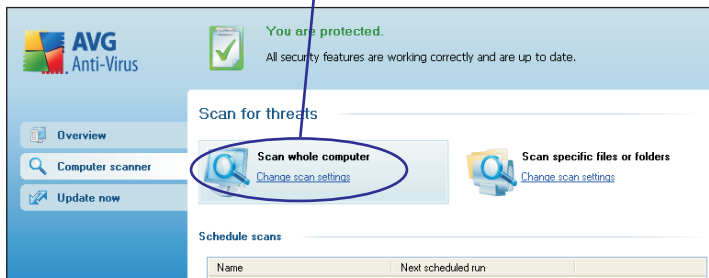 AVG
Anti-Virus
You are protected.
All security features are working correctly and are up to date.
Overview
Computer scanner
Update now
Scan for threats
Scan whole computer
Change scan settings
Scan specific files or folders
Change scan settings
Schedule scans
Name
Next scheduled run